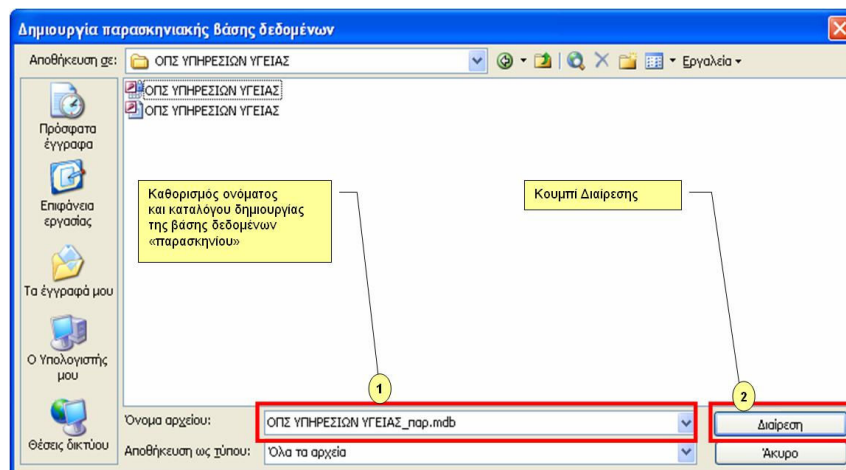 Δημιουργία παρασκηνιακής βάσης δεδομένων
Αποθήκευση σε:
ΟΠΣ ΥΠΗΡΕΣΙΩΝ ΥΓΕΙΑΣ
Εργαλεία
ΟΠΣ ΥΠΗΡΕΣΙΩΝ ΥΓΕΙΑΣ
ΟΠΣ ΥΠΗΡΕΣΙΩΝ ΥΓΕΙΑΣ
Πρόσφατα
έγγραφα
Επιφάνεια
εργασίας
Τα έγγραφά μου
Ο Υπολογιστής
μου
Θέσεις δικτύου
Καθορισμός ονόματος
και καταλόγου δημιουργίας
της βάσης δεδομένων
«παρασκηνίου»
Κουμπί Διαίρεσης
1
2
Όνομα αρχείου:
ΟΠΣ ΥΠΗΡΕΣΙΩΝ ΥΓΕΙΑΣ_παρ.mdb
Διαίρεση
Αποθήκευση ως τύπου:
Όλα τα αρχεία
Άκυρο